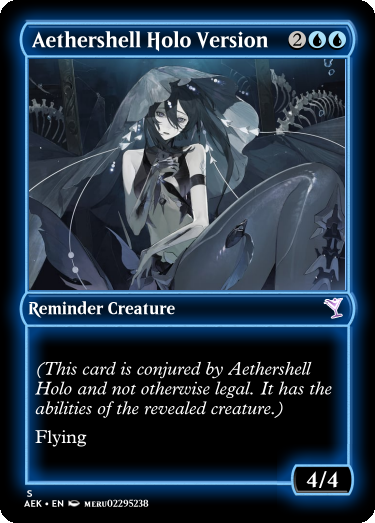 Aethershell Holo Version 2
Reminder Creature
(This card is conjured by Aethershell
Holo and not otherwise legal. It has the
abilities of the revealed creature.)
Flying
4/4
S
AEK • EN MERU02295238